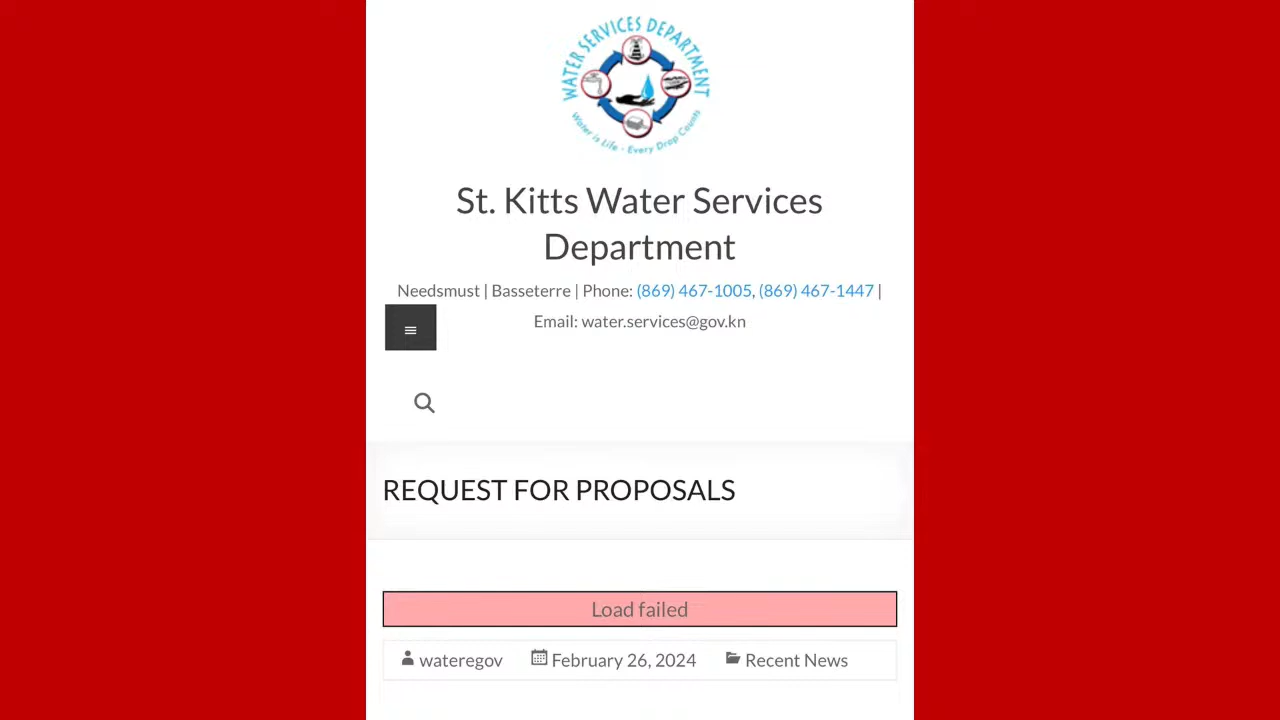 WATER SERVICES DEPARTMENT
Water is Life - Every Drop Counts
St. Kitts Water Services
Department
Needsmust | Basseterre | Phone: (869) 467-1005, (869) 467-1447 |
Email: water.services@gov.kn
REQUEST FOR PROPOSALS
Load failed
wateregov February 26, 2024 Recent News